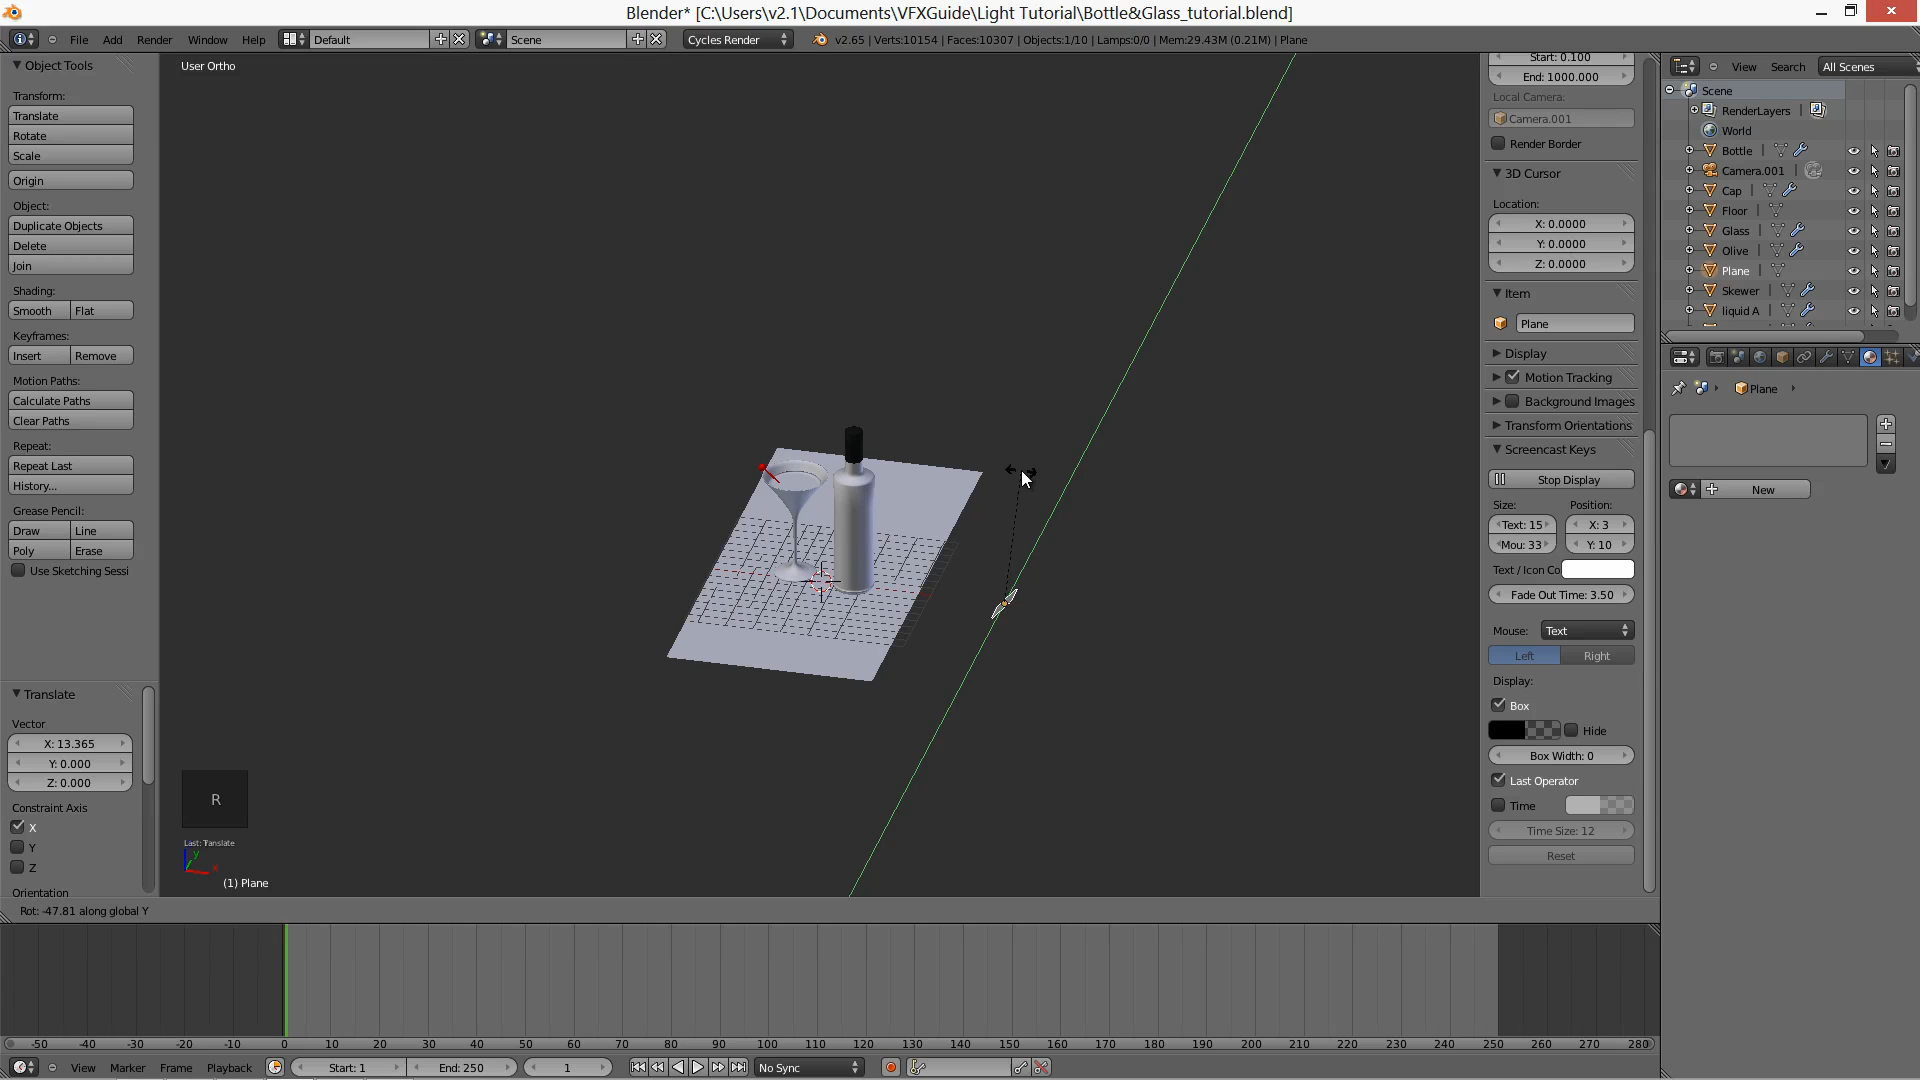 Blender* [C:\Users\v2.1\Documents\VFXGuide\Light Tutorial\Bottle&Glass_tutorial.blend]
File Add Render Window Help Default Scene Cycles Render v2.65 | Verts:10154 | Faces:10307 | Objects:1/10 | Lamps:0/0 | Mem:29.43M (0.21M) | Plane
Object Tools
Transform:
Translate
Rotate
Scale
Origin
Object:
Duplicate Objects
Delete
Join
Shading:
Smooth Flat
Keyframes:
Insert Remove
Motion Paths:
Calculate Paths
Clear Paths
Repeat:
Repeat Last
History...
Grease Pencil:
Draw Line
Poly Erase
Use Sketching Sessi
Translate
Vector
X: 13.365
Y: 0.000
Z: 0.000
Constraint Axis
X
Y
Z
Orientation
User Ortho
R
Last: Translate
y
x
(1) Plane
Rot: -47.81 along global Y
Start: 0.100
End: 1000.000
Local Camera:
Camera.001
Render Border
3D Cursor
Location:
X: 0.0000
Y: 0.0000
Z: 0.0000
Item
Plane
Display
Motion Tracking
Background Images
Transform Orientations
Screencast Keys
Stop Display
Size: Position:
Text: 15 X: 3
Mou: 33 Y: 10
Text / Icon Co
Fade Out Time: 3.50
Mouse: Text
Left Right
Display:
Box
Hide
Box Width: 0
Last Operator
Time
Time Size: 12
Reset
View Search All Scenes
Scene
RenderLayers |
World
Bottle |
Camera.001 |
Cap |
Floor |
Glass |
Olive |
Plane |
Skewer |
liquid A |
Plane
New
-50 -40 -30 -20 -10 0 10 20 30 40 50 60 70 80 90 100 110 120 130 140 150 160 170 180 190 200 210 220 230 240 250 260 270 280
View Marker Frame Playback Start: 1 End: 250 1 No Sync